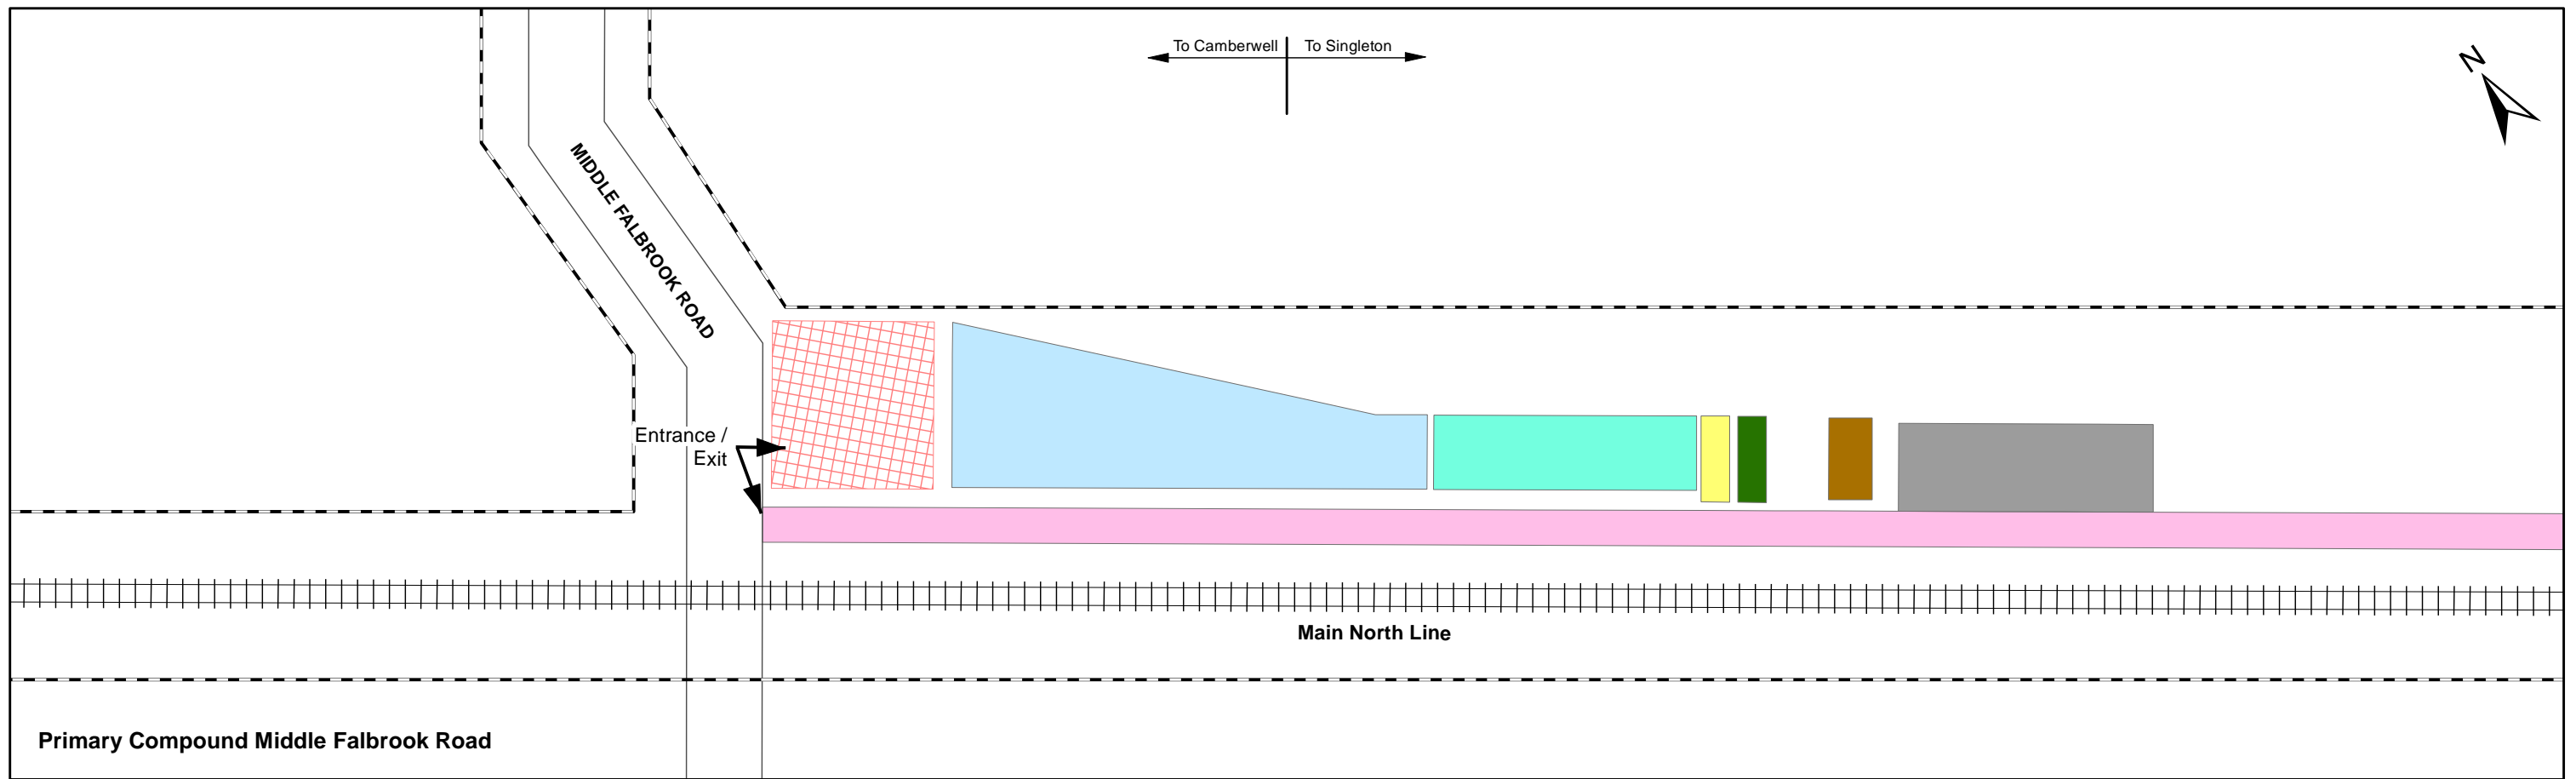 To Camberwell
To Singleton
N
MIDDLE FALBROOK ROAD
Entrance /
Exit
Main North Line
Primary Compound Middle Falbrook Road